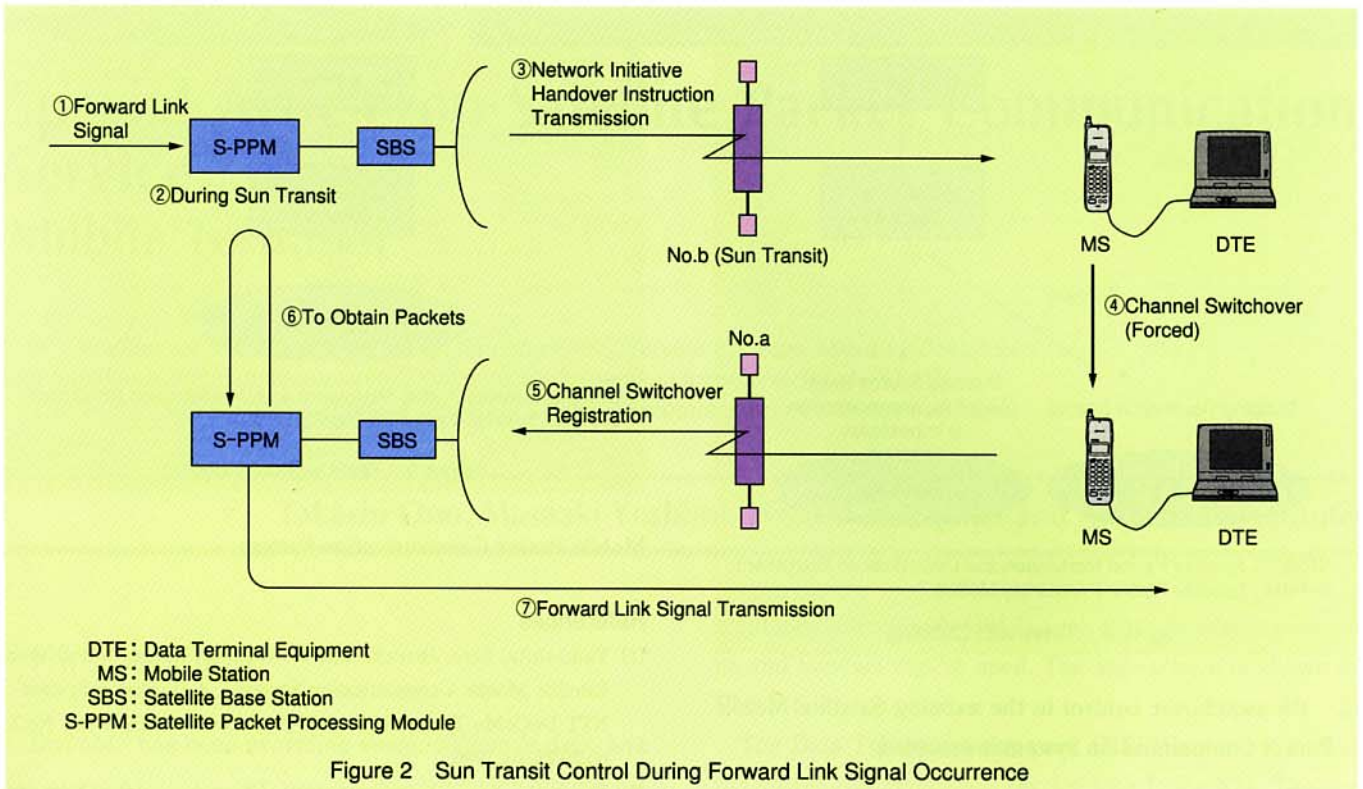 ①Forward Link
Signal
S-PPM
SBS
③Network Initiative
Handover Instruction
Transmission
②During Sun Transit
No.b (Sun Transit)
MS
DTE
④Channel Switchover
(Forced)
⑥To Obtain Packets
No.a
⑤Channel Switchover
Registration
S-PPM
SBS
MS
DTE
⑦Forward Link Signal Transmission
DTE : Data Terminal Equipment
MS : Mobile Station
SBS : Satellite Base Station
S-PPM : Satellite Packet Processing Module
Figure 2 Sun Transit Control During Forward Link Signal Occurrence